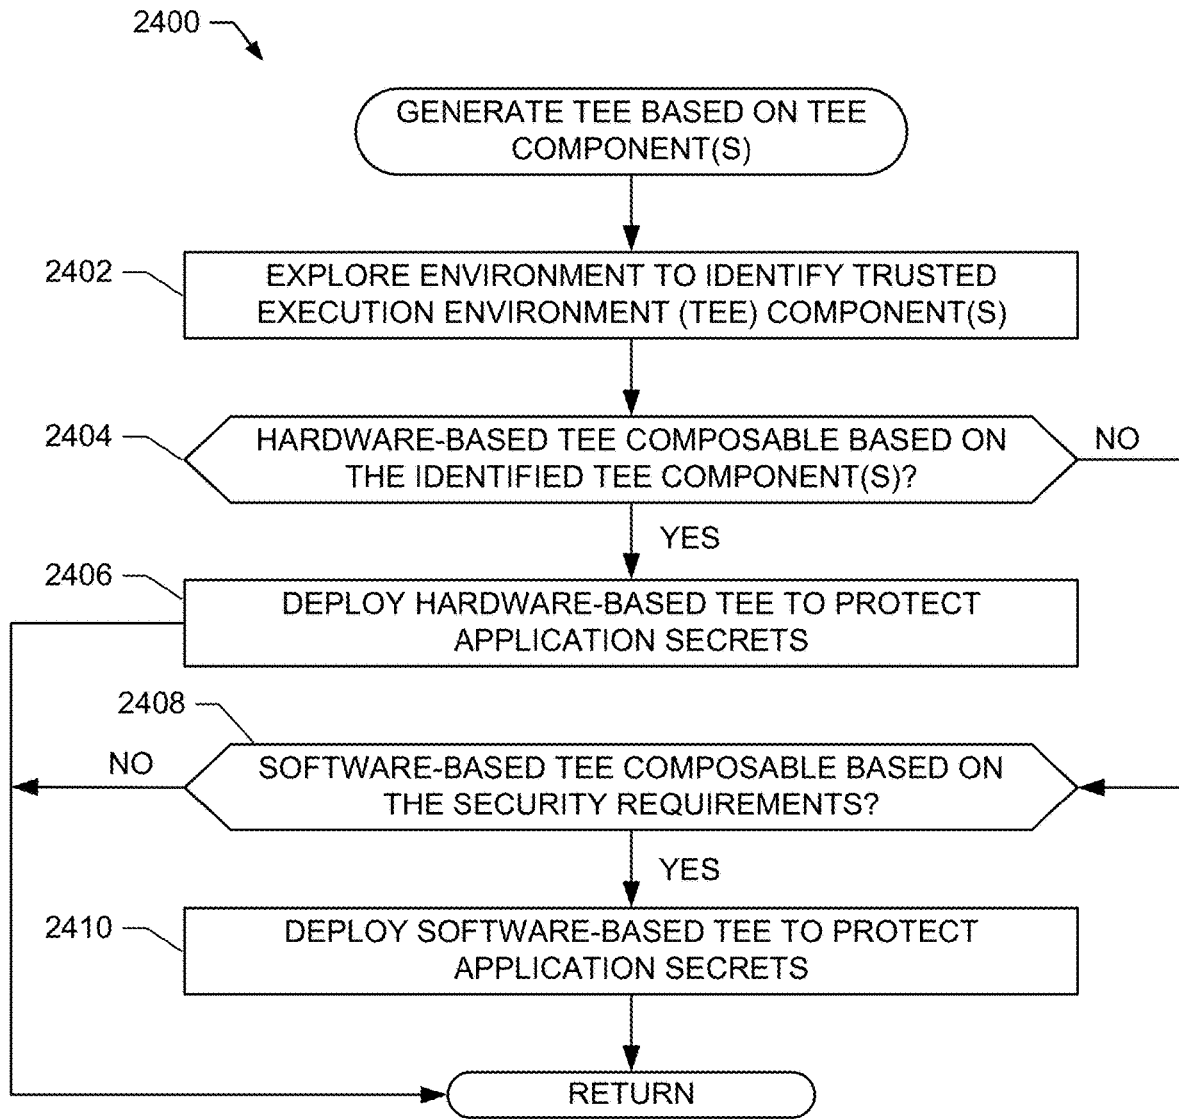 2400
GENERATE TEE BASED ON TEE
COMPONENT(S)
2402
EXPLORE ENVIRONMENT TO IDENTIFY TRUSTED
EXECUTION ENVIRONMENT (TEE) COMPONENT(S)
2404
HARDWARE-BASED TEE COMPOSABLE BASED ON
THE IDENTIFIED TEE COMPONENT(S)?
NO
YES
2406
DEPLOY HARDWARE-BASED TEE TO PROTECT
APPLICATION SECRETS
2408
NO
SOFTWARE-BASED TEE COMPOSABLE BASED ON
THE SECURITY REQUIREMENTS?
YES
2410
DEPLOY SOFTWARE-BASED TEE TO PROTECT
APPLICATION SECRETS
RETURN